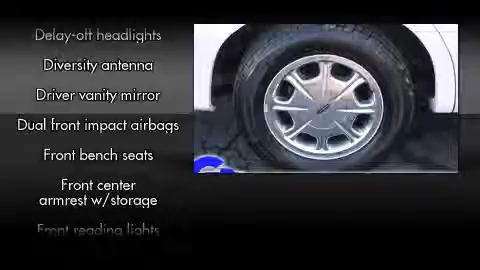 Delay-off headlights
Diversity antenna
Driver vanity mirror
Dual front impact airbags
Front bench seats
Front center
armrest w/storage
Front reading lights